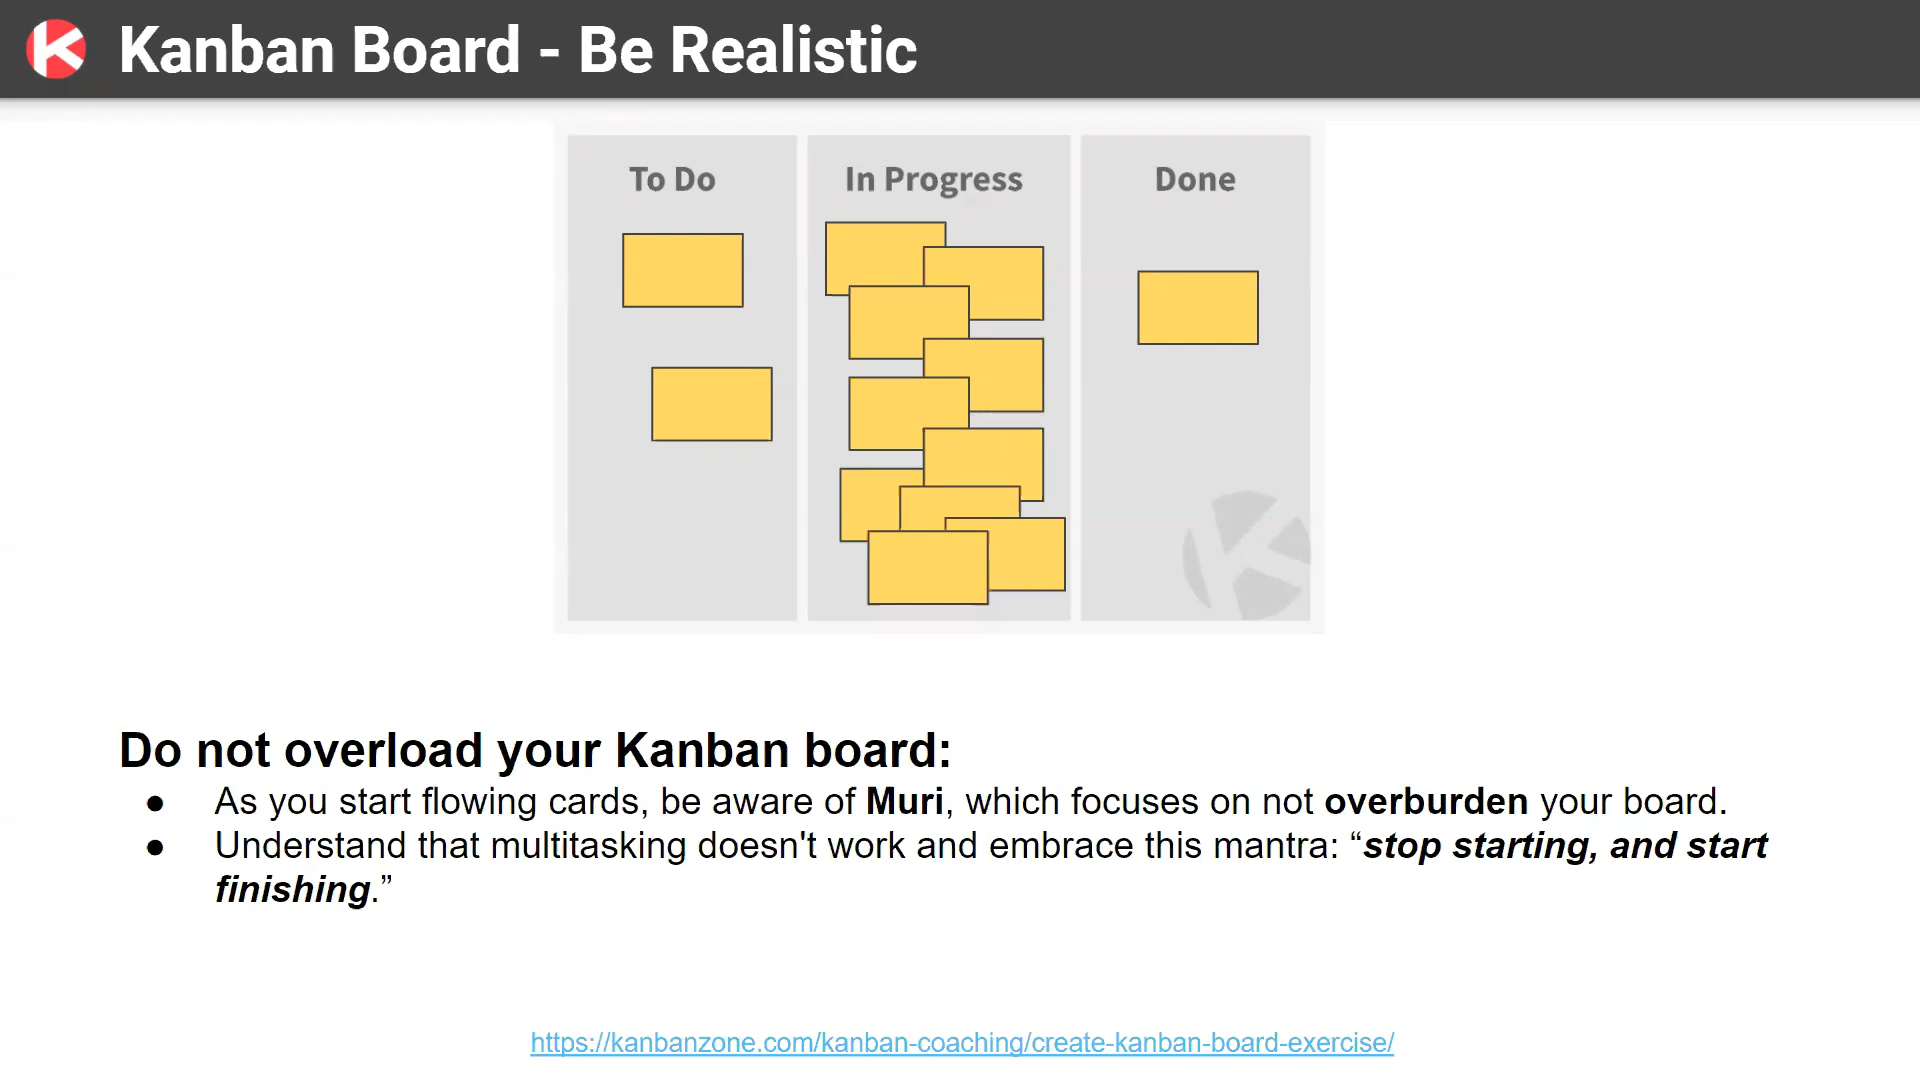 Kanban Board - Be Realistic
To Do
In Progress
Done
Do not overload your Kanban board:
● As you start flowing cards, be aware of Muri, which focuses on not overburden your board.
● Understand that multitasking doesn't work and embrace this mantra: “stop starting, and start
finishing.”
https://kanbanzone.com/kanban-coaching/create-kanban-board-exercise/